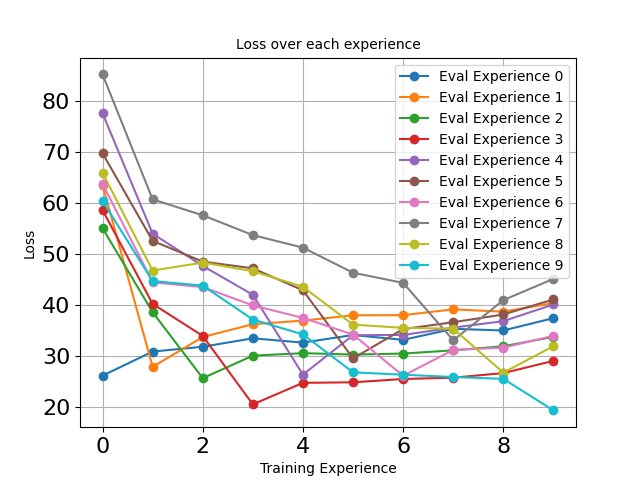 Loss over each experience
Eval Experience 0
Eval Experience 1
Eval Experience 2
Eval Experience 3
Eval Experience 4
Eval Experience 5
Eval Experience 6
Eval Experience 7
Eval Experience 8
Eval Experience 9
80
70
60
50
40
30
20
Loss
0 2 4 6 8
Training Experience